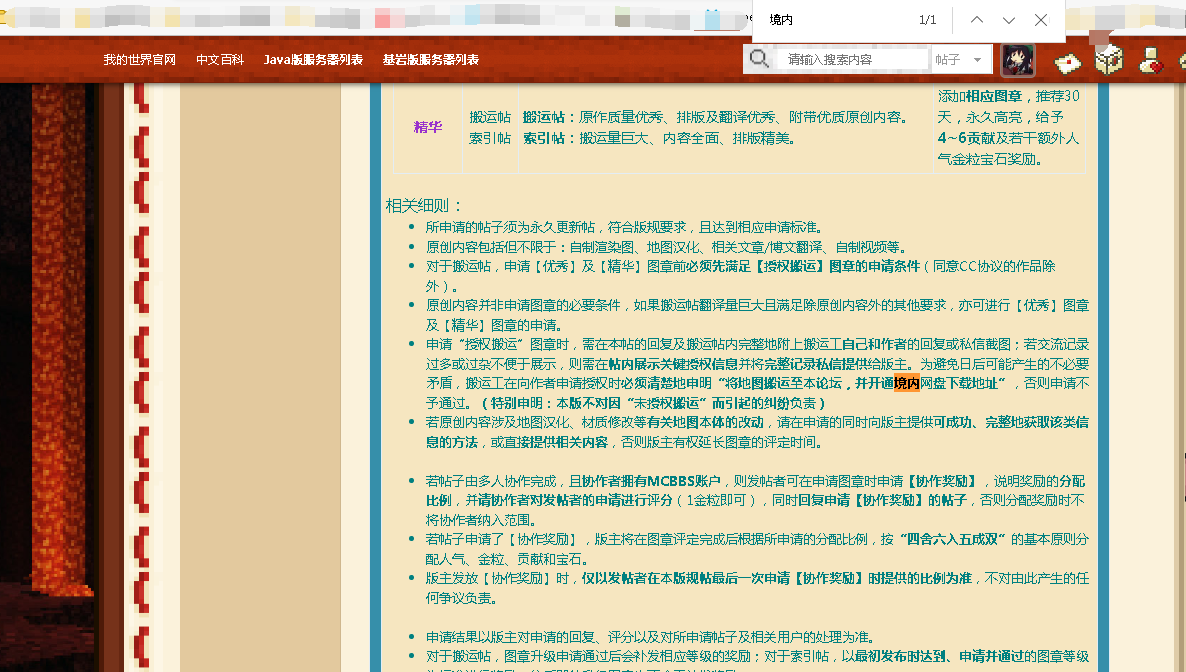 境内 1/1
我的世界官网 中文百科 Java版服务器列表 基岩版服务器列表 请输入搜索内容 帖子
精华
搬运帖
索引帖
搬运帖：原作质量优秀、排版及翻译优秀、附带优质原创内容。
索引帖：搬运量巨大、内容全面、排版精美。
添加相应图章，推荐30
天，永久高亮，给予
4~6贡献及若干额外人
气金粒宝石奖励。
相关细则：
所申请的帖子须为永久更新帖，符合版规要求，且达到相应申请标准。
原创内容包括但不限于：自制渲染图、地图汉化、相关文章/博文翻译、自制视频等。
对于搬运帖，申请【优秀】及【精华】图章前必须先满足【授权搬运】图章的申请条件（同意CC协议的作品除
外）。
原创内容并非申请图章的必要条件，如果搬运帖翻译量巨大且满足除原创内容外的其他要求，亦可进行【优秀】图章
及【精华】图章的申请。
申请“授权搬运”图章时，需在本帖的回复及搬运帖内完整地附上搬运工自己和作者的回复或私信截图；若交流记录
过多或过杂不便于展示，则需在帖内展示关键授权信息并将完整记录私信提供给版主。为避免日后可能产生的不必要
矛盾，搬运工在向作者申请授权时必须清楚地申明“将地图搬运至本论坛，并开通境内网盘下载地址”，否则申请不
予通过。（特别申明：本版不对因“未授权搬运”而引起的纠纷负责）
若原创内容涉及地图汉化、材质修改等有关地图本体的改动，请在申请的同时向版主提供可成功、完整地获取该类信
息的方法，或直接提供相关内容，否则版主有权延长图章的评定时间。
若帖子由多人协作完成，且协作者拥有MCBBS账户，则发帖者可在申请图章时申请【协作奖励】，说明奖励的分配
比例，并请协作者对发帖者的申请进行评分（1金粒即可），同时回复申请【协作奖励】的帖子，否则分配奖励时不
将协作者纳入范围。
若帖子申请了【协作奖励】，版主将在图章评定完成后根据所申请的分配比例，按“四舍六入五成双”的基本原则分
配人气、金粒、贡献和宝石。
版主发放【协作奖励】时，仅以发帖者在本版规帖最后一次申请【协作奖励】时提供的比例为准，不对由此产生的任
何争议负责。
申请结果以版主对申请的回复、评分以及对所申请帖子及相关用户的处理为准。
对于搬运帖，图章升级申请通过后会补发相应等级的奖励；对于索引帖，以最初发布时达到、申请并通过的图章等级